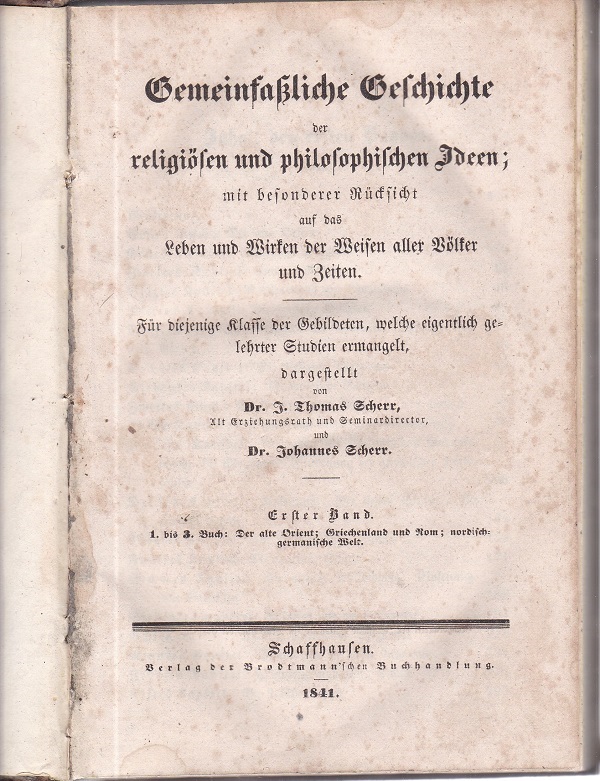 Gemeinfaßliche Geschichte
der
religiösen und philosophischen Ideen;
mit besonderer Rücksicht
auf das
Leben und Wirken der Weisen aller Völker
und Zeiten.
Für diejenige Klasse der Gebildeten, welche eigentlich ge-
lehrter Studien ermangelt,
dargestellt
von
Dr. J. Thomas Scherr,
Alt Erziehungsrath und Seminardirector,
und
Dr. Johannes Scherr.
Erster Band.
1. bis 3. Buch: Der alte Orient; Griechenland und Rom; nordisch-
germanische Welt.
Schaffhausen.
Verlag der Brodtmann'schen Buchhandlung.
1841.